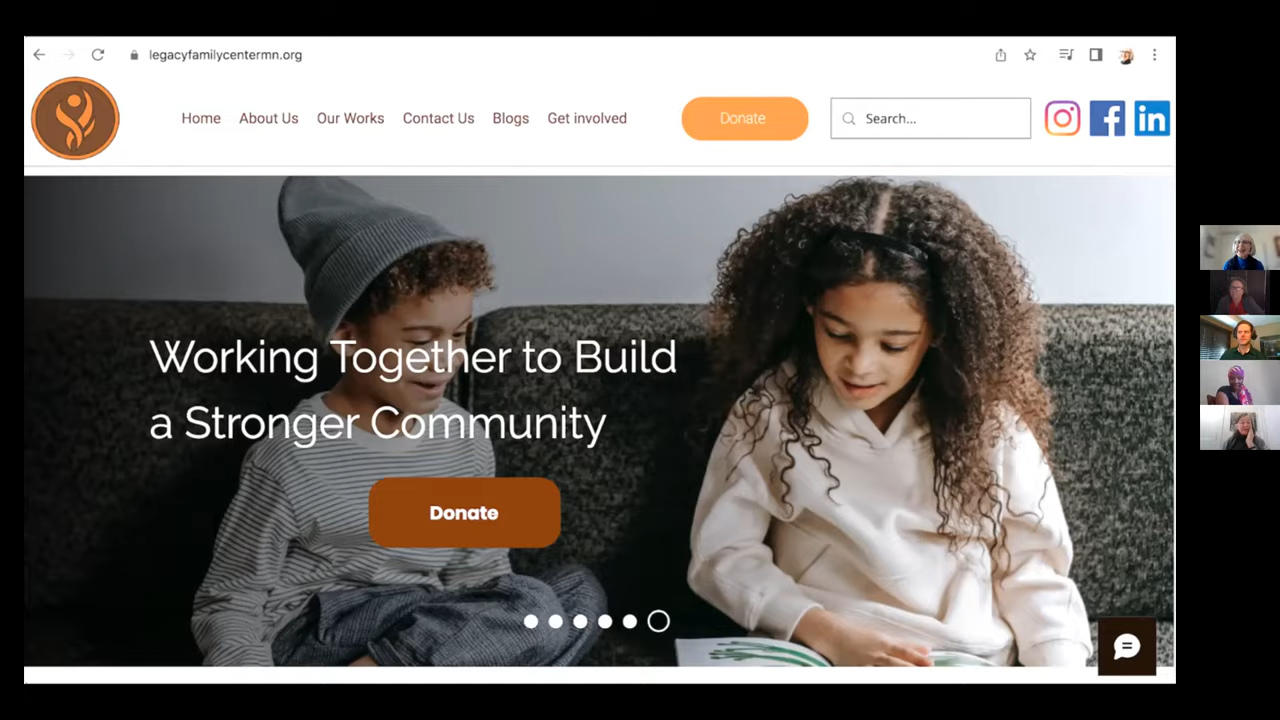 legacyfamilycentermn.org
Home About Us Our Works Contact Us Blogs Get involved Donate Search...
Working Together to Build
a Stronger Community
Donate